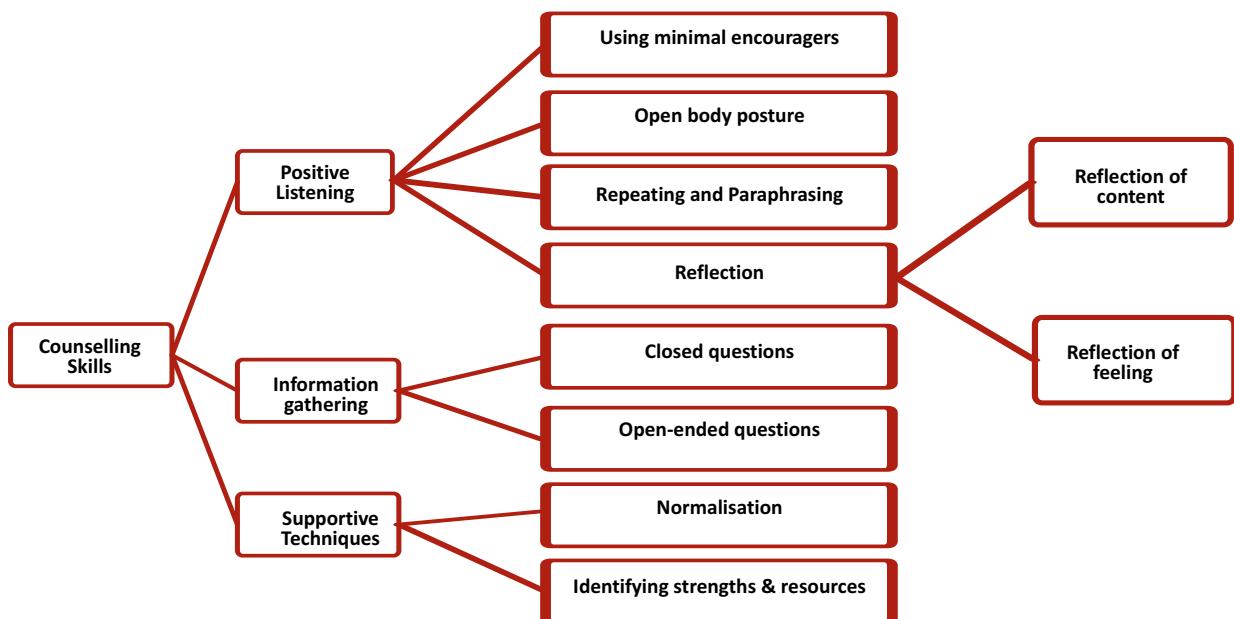 Using minimal encouragers
Open body posture
Positive
Listening
Repeating and Paraphrasing
Reflection of
content
Reflection
Counselling
Skills
Closed questions
Information
gathering
Reflection of
feeling
Open-ended questions
Normalisation
Supportive
Techniques
Identifying strengths & resources